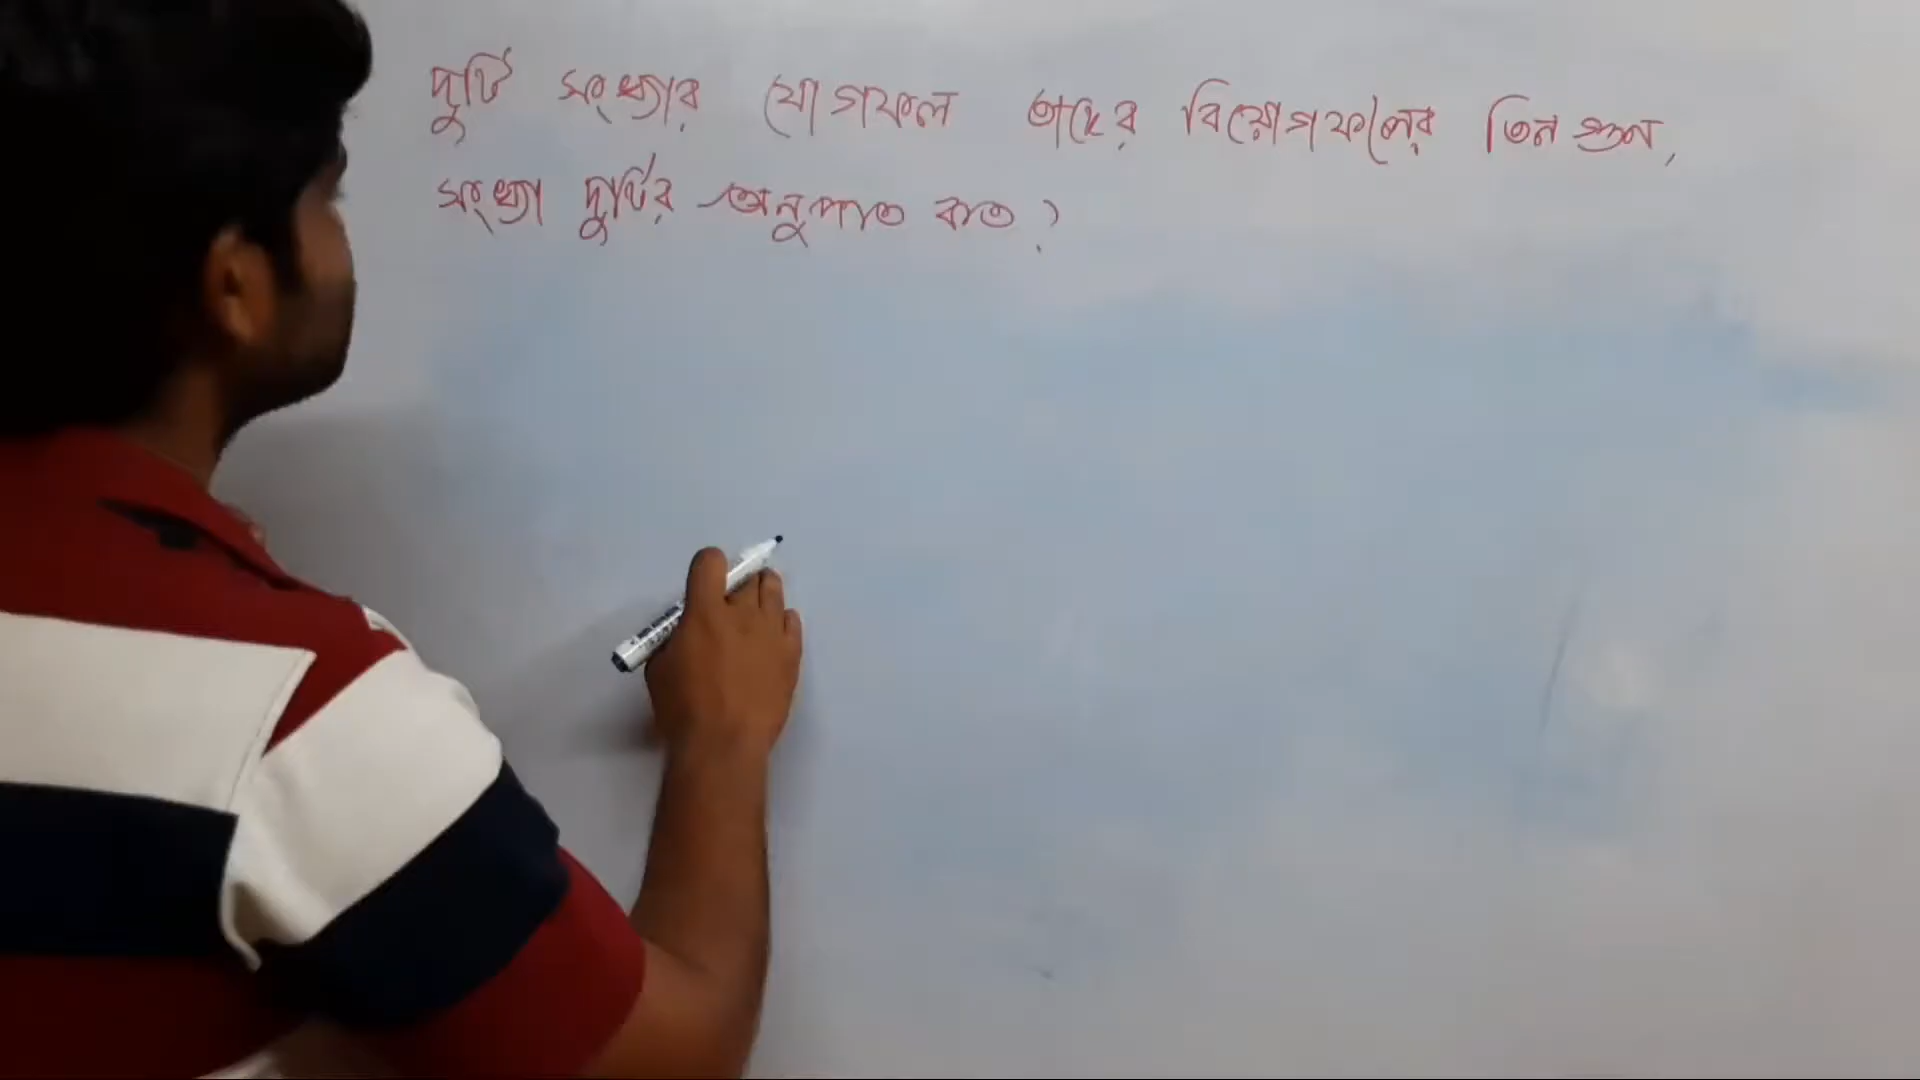 দুটি সংখ্যার যোগফল তাদের বিয়োগফলের তিন গুন,
সংখ্যা দুটির অনুপাত কত?